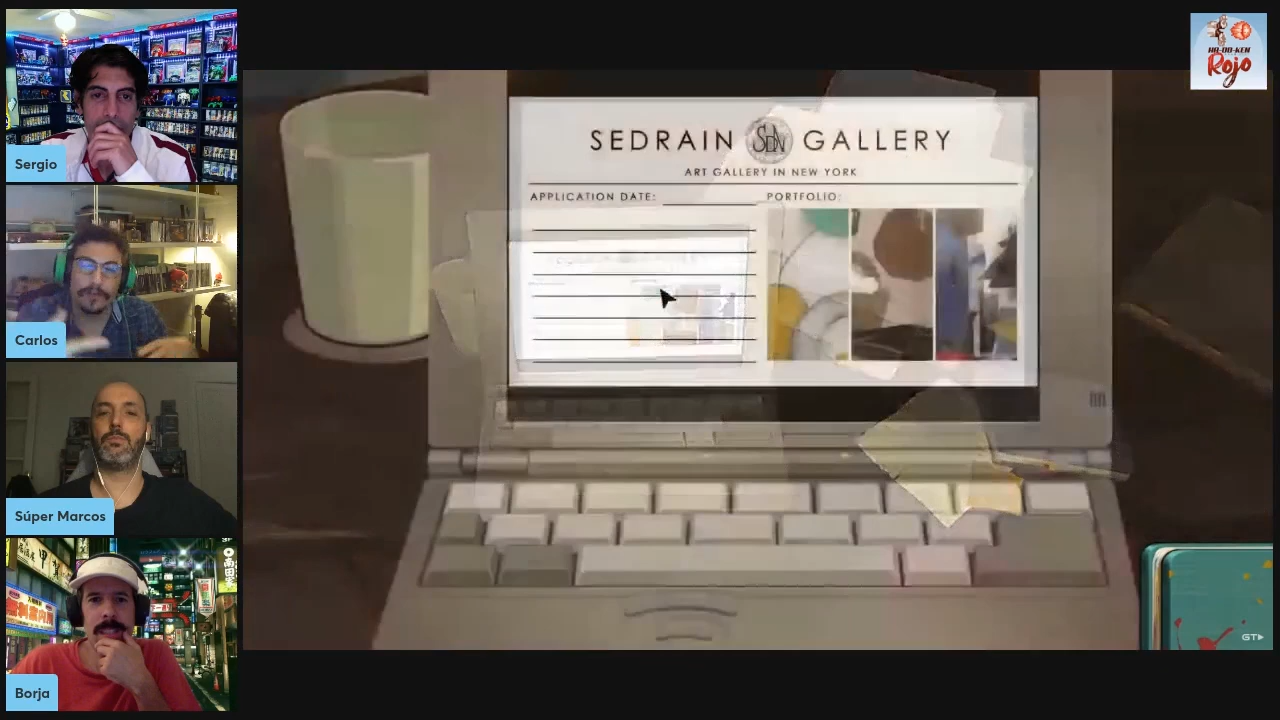 Sergio
Carlos
Súper Marcos
Borja
HA-DO-KEN
Rojo
SEDRAIN SEDN GALLERY
ART GALLERY IN NEW YORK
APPLICATION DATE:
PORTFOLIO:
GT